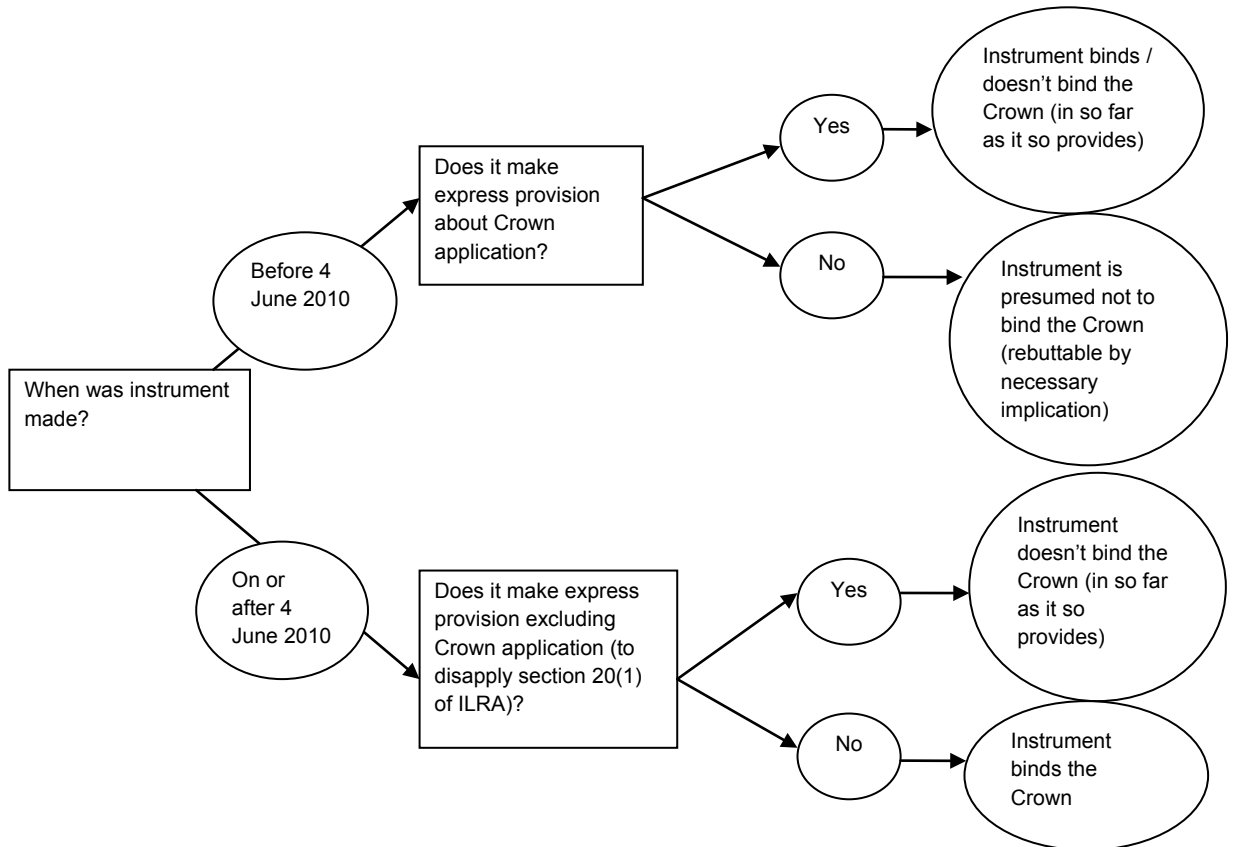 When was instrument
made?
Before 4
June 2010
Does it make
express provision
about Crown
application?
Yes
Instrument binds /
doesn’t bind the
Crown (in so far
as it so provides)
No
Instrument is
presumed not to
bind the Crown
(rebuttable by
necessary
implication)
On or
after 4
June 2010
Does it make express
provision excluding
Crown application (to
disapply section 20(1)
of ILRA)?
Yes
Instrument
doesn’t bind the
Crown (in so far
as it so
provides)
No
Instrument
binds the
Crown